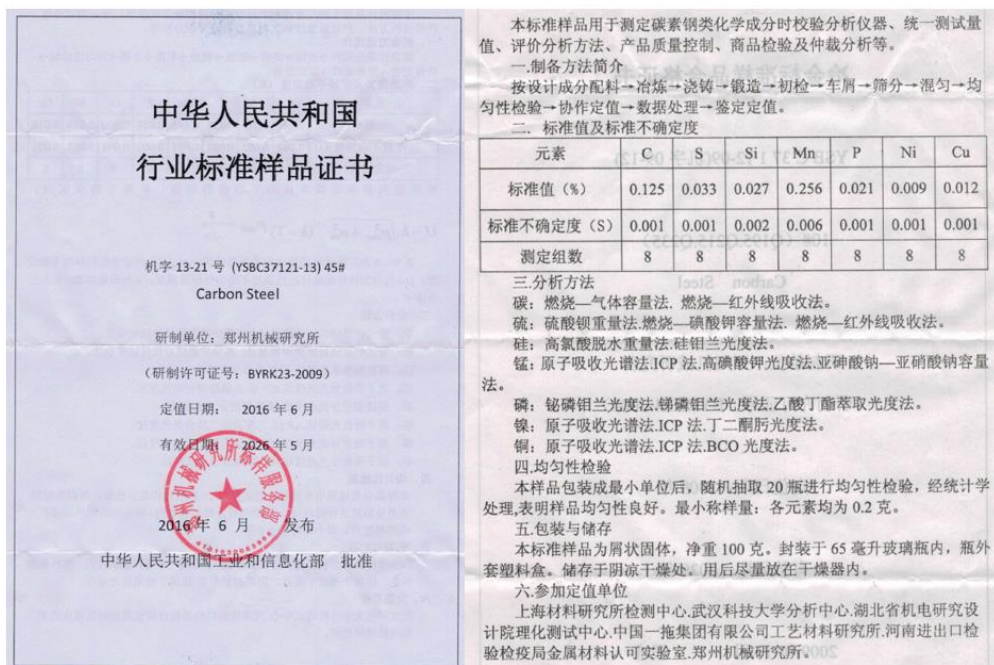 中华人民共和国
行业标准样品证书
机字 13-21 号 (YSBC37121-13) 45#
Carbon Steel
研制单位：郑州机械研究所
（研制许可证号：BYRK23-2009）
定值日期： 2016 年 6 月
有效日期： 2026 年 5 月
郑州机械研究所标样服务部
2016 年 6 月 发布
中华人民共和国工业和信息化部 批准
本标准样品用于测定碳素钢类化学成分时校验分析仪器、统一测试量
值、评价分析方法、产品质量控制、商品检验及仲裁分析等。
一.制备方法简介
按设计成分配料→冶炼→浇铸→锻造→初检→车屑→筛分→混匀→均
匀性检验→协作定值→数据处理→鉴定定值。
二. 标准值及标准不确定度
元素 C S Si Mn P Ni Cu
标准值（%） 0.125 0.033 0.027 0.256 0.021 0.009 0.012
标准不确定度（S） 0.001 0.001 0.002 0.006 0.001 0.001 0.001
测定组数 8 8 8 8 8 8 8
三.分析方法
碳：燃烧—气体容量法. 燃烧—红外线吸收法。
硫：硫酸钡重量法.燃烧—碘酸钾容量法. 燃烧—红外线吸收法。
硅：高氯酸脱水重量法.硅钼兰光度法。
锰：原子吸收光谱法.ICP 法.高碘酸钾光度法.亚砷酸钠—亚硝酸钠容量
法。
磷：铋磷钼兰光度法.锑磷钼兰光度法.乙酸丁酯萃取光度法。
镍：原子吸收光谱法.ICP 法.丁二酮肟光度法。
铜：原子吸收光谱法.ICP 法.BCO 光度法。
四.均匀性检验
本样品包装成最小单位后，随机抽取 20 瓶进行均匀性检验，经统计学
处理,表明样品均匀性良好。最小称样量：各元素均为 0.2 克。
五.包装与储存
本标准样品为屑状固体，净重 100 克。封装于 65 毫升玻璃瓶内，瓶外
套塑料盒。储存于阴凉干燥处。用后尽量放在干燥器内。
六.参加定值单位
上海材料研究所检测中心.武汉科技大学分析中心.湖北省机电研究设
计院理化测试中心.中国一拖集团有限公司工艺材料研究所.河南进出口检
验检疫局金属材料认可实验室.郑州机械研究所。